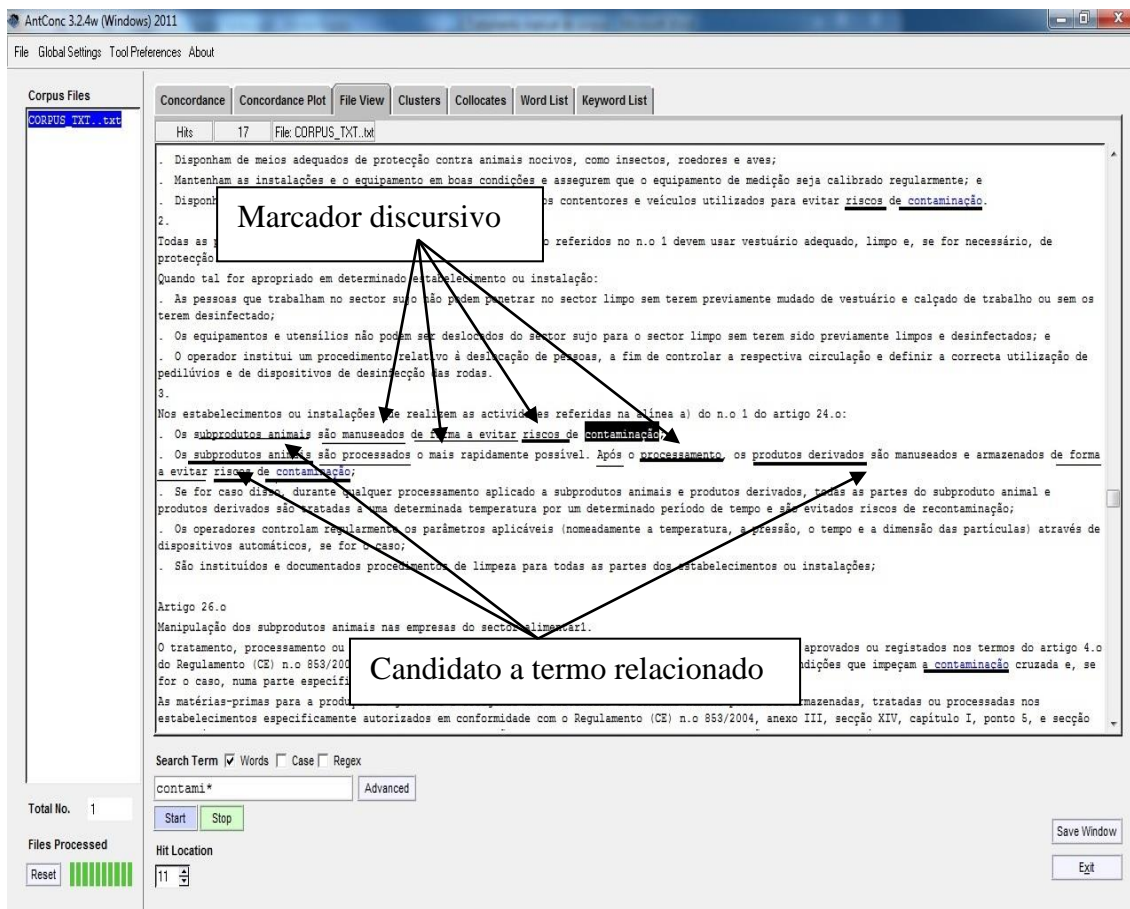 AntConc 3.2.4w (Windows) 2011
File Global Settings Tool Preferences About
Corpus Files
CORPUS_TXT..txt
Concordance Concordance Plot File View Clusters Collocates Word List Keyword List
Hits 17 File: CORPUS_TXT..txt
. Disponham de meios adequados de protecção contra animais nocivos, como insectos, roedores e aves;
. Mantenham as instalações e o equipamento em boas condições e assegurem que o equipamento de medição seja calibrado regularmente; e
. Disponh os contentores e veículos utilizados para evitar riscos de contaminação.
Marcador discursivo
2.
Todas as p o referidos no n.o 1 devem usar vestuário adequado, limpo e, se for necessário, de
protecção
Quando tal for apropriado em determinado estabelecimento ou instalação:
. As pessoas que trabalham no sector sujo não podem penetrar no sector limpo sem terem previamente mudado de vestuário e calçado de trabalho ou sem os
terem desinfectado;
. Os equipamentos e utensílios não podem ser deslocados do sector sujo para o sector limpo sem terem sido previamente limpos e desinfectados; e
. O operador institui um procedimento relativo à deslocação de pessoas, a fim de controlar a respectiva circulação e definir a correcta utilização de
pedilúvios e de dispositivos de desinfecção das rodas.
3.
Nos estabelecimentos ou instalações que realizem as actividades referidas na alínea a) do n.o 1 do artigo 24.o:
. Os subprodutos animais são manuseados de forma a evitar riscos de contaminação;
. Os subprodutos animais são processados o mais rapidamente possível. Após o processamento, os produtos derivados são manuseados e armazenados de forma
a evitar riscos de contaminação;
. Se for caso disso, durante qualquer processamento aplicado a subprodutos animais e produtos derivados, todas as partes do subproduto animal e
produtos derivados são tratadas a uma determinada temperatura por um determinado período de tempo e são evitados riscos de recontaminação;
. Os operadores controlam regularmente os parâmetros aplicáveis (nomeadamente a temperatura, a pressão, o tempo e a dimensão das partículas) através de
dispositivos automáticos, se for o caso;
. São instituídos e documentados procedimentos de limpeza para todas as partes dos estabelecimentos ou instalações;
Artigo 26.o
Manipulação dos subprodutos animais nas empresas do sector alimentar1.
O tratamento, processamento ou aprovados ou registados nos termos do artigo 4.o
Candidato a termo relacionado
do Regulamento (CE) n.o 853/200 dições que impeçam a contaminação cruzada e, se
for o caso, numa parte específi
As matérias-primas para a produ mazenadas, tratadas ou processadas nos
estabelecimentos especificamente autorizados em conformidade com o Regulamento (CE) n.o 853/2004, anexo III, secção XIV, capítulo I, ponto 5, e secção
Search Term Words Case Regex
contami* Advanced
Total No. 1
Start Stop
Files Processed
Hit Location
Save Window
Reset
11
Exit